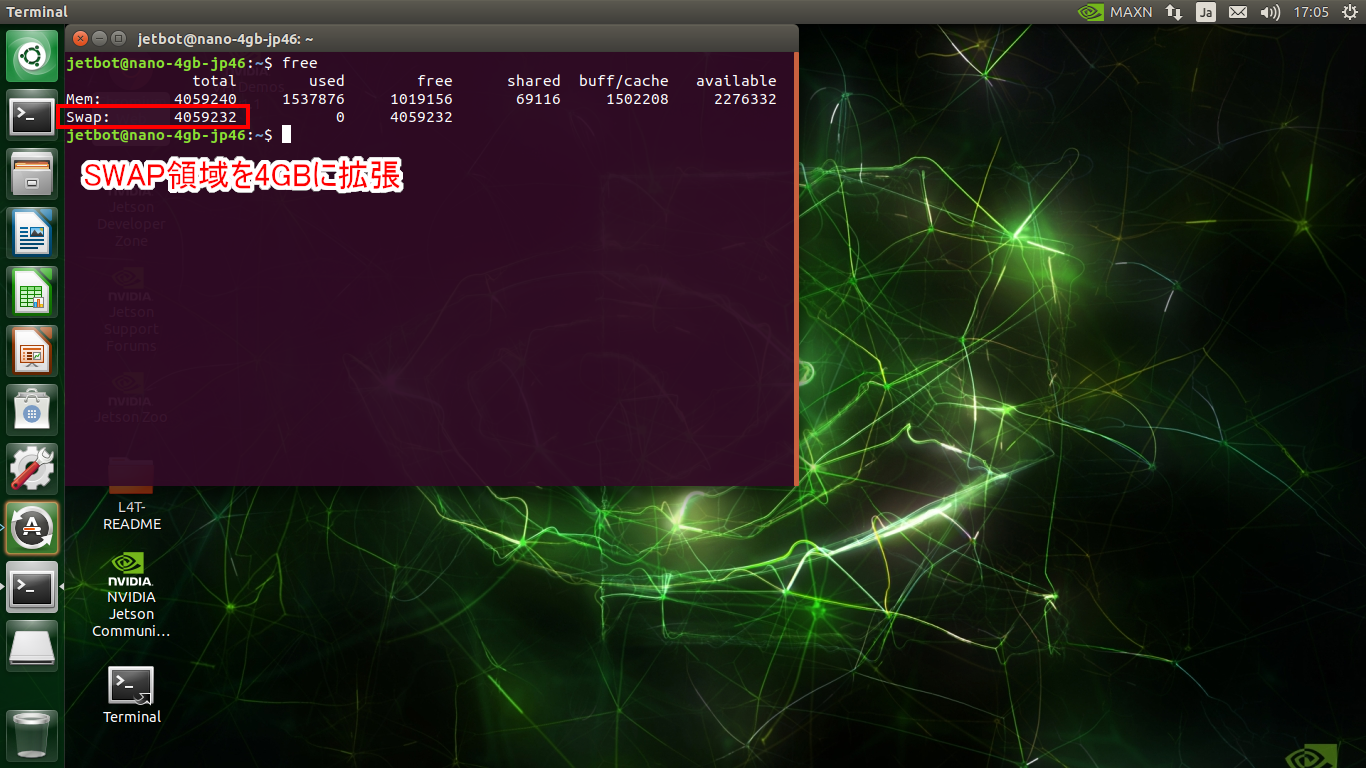 Terminal
MAXN
Ja
17:05
jetbot@nano-4gb-jp46: ~
jetbot@nano-4gb-jp46:~$ free
total used free shared buff/cache available
Mem: 4059240 1537876 1019156 69116 1502208 2276332
Swap: 4059232 0 4059232
jetbot@nano-4gb-jp46:~$
SWAP領域を4GBに拡張
Jetson
Developer
Zone
NVIDIA
Jetson
Support
Forums
NVIDIA
Jetson Zoo
L4T-
README
NVIDIA.
NVIDIA
Jetson
Communi…
Terminal